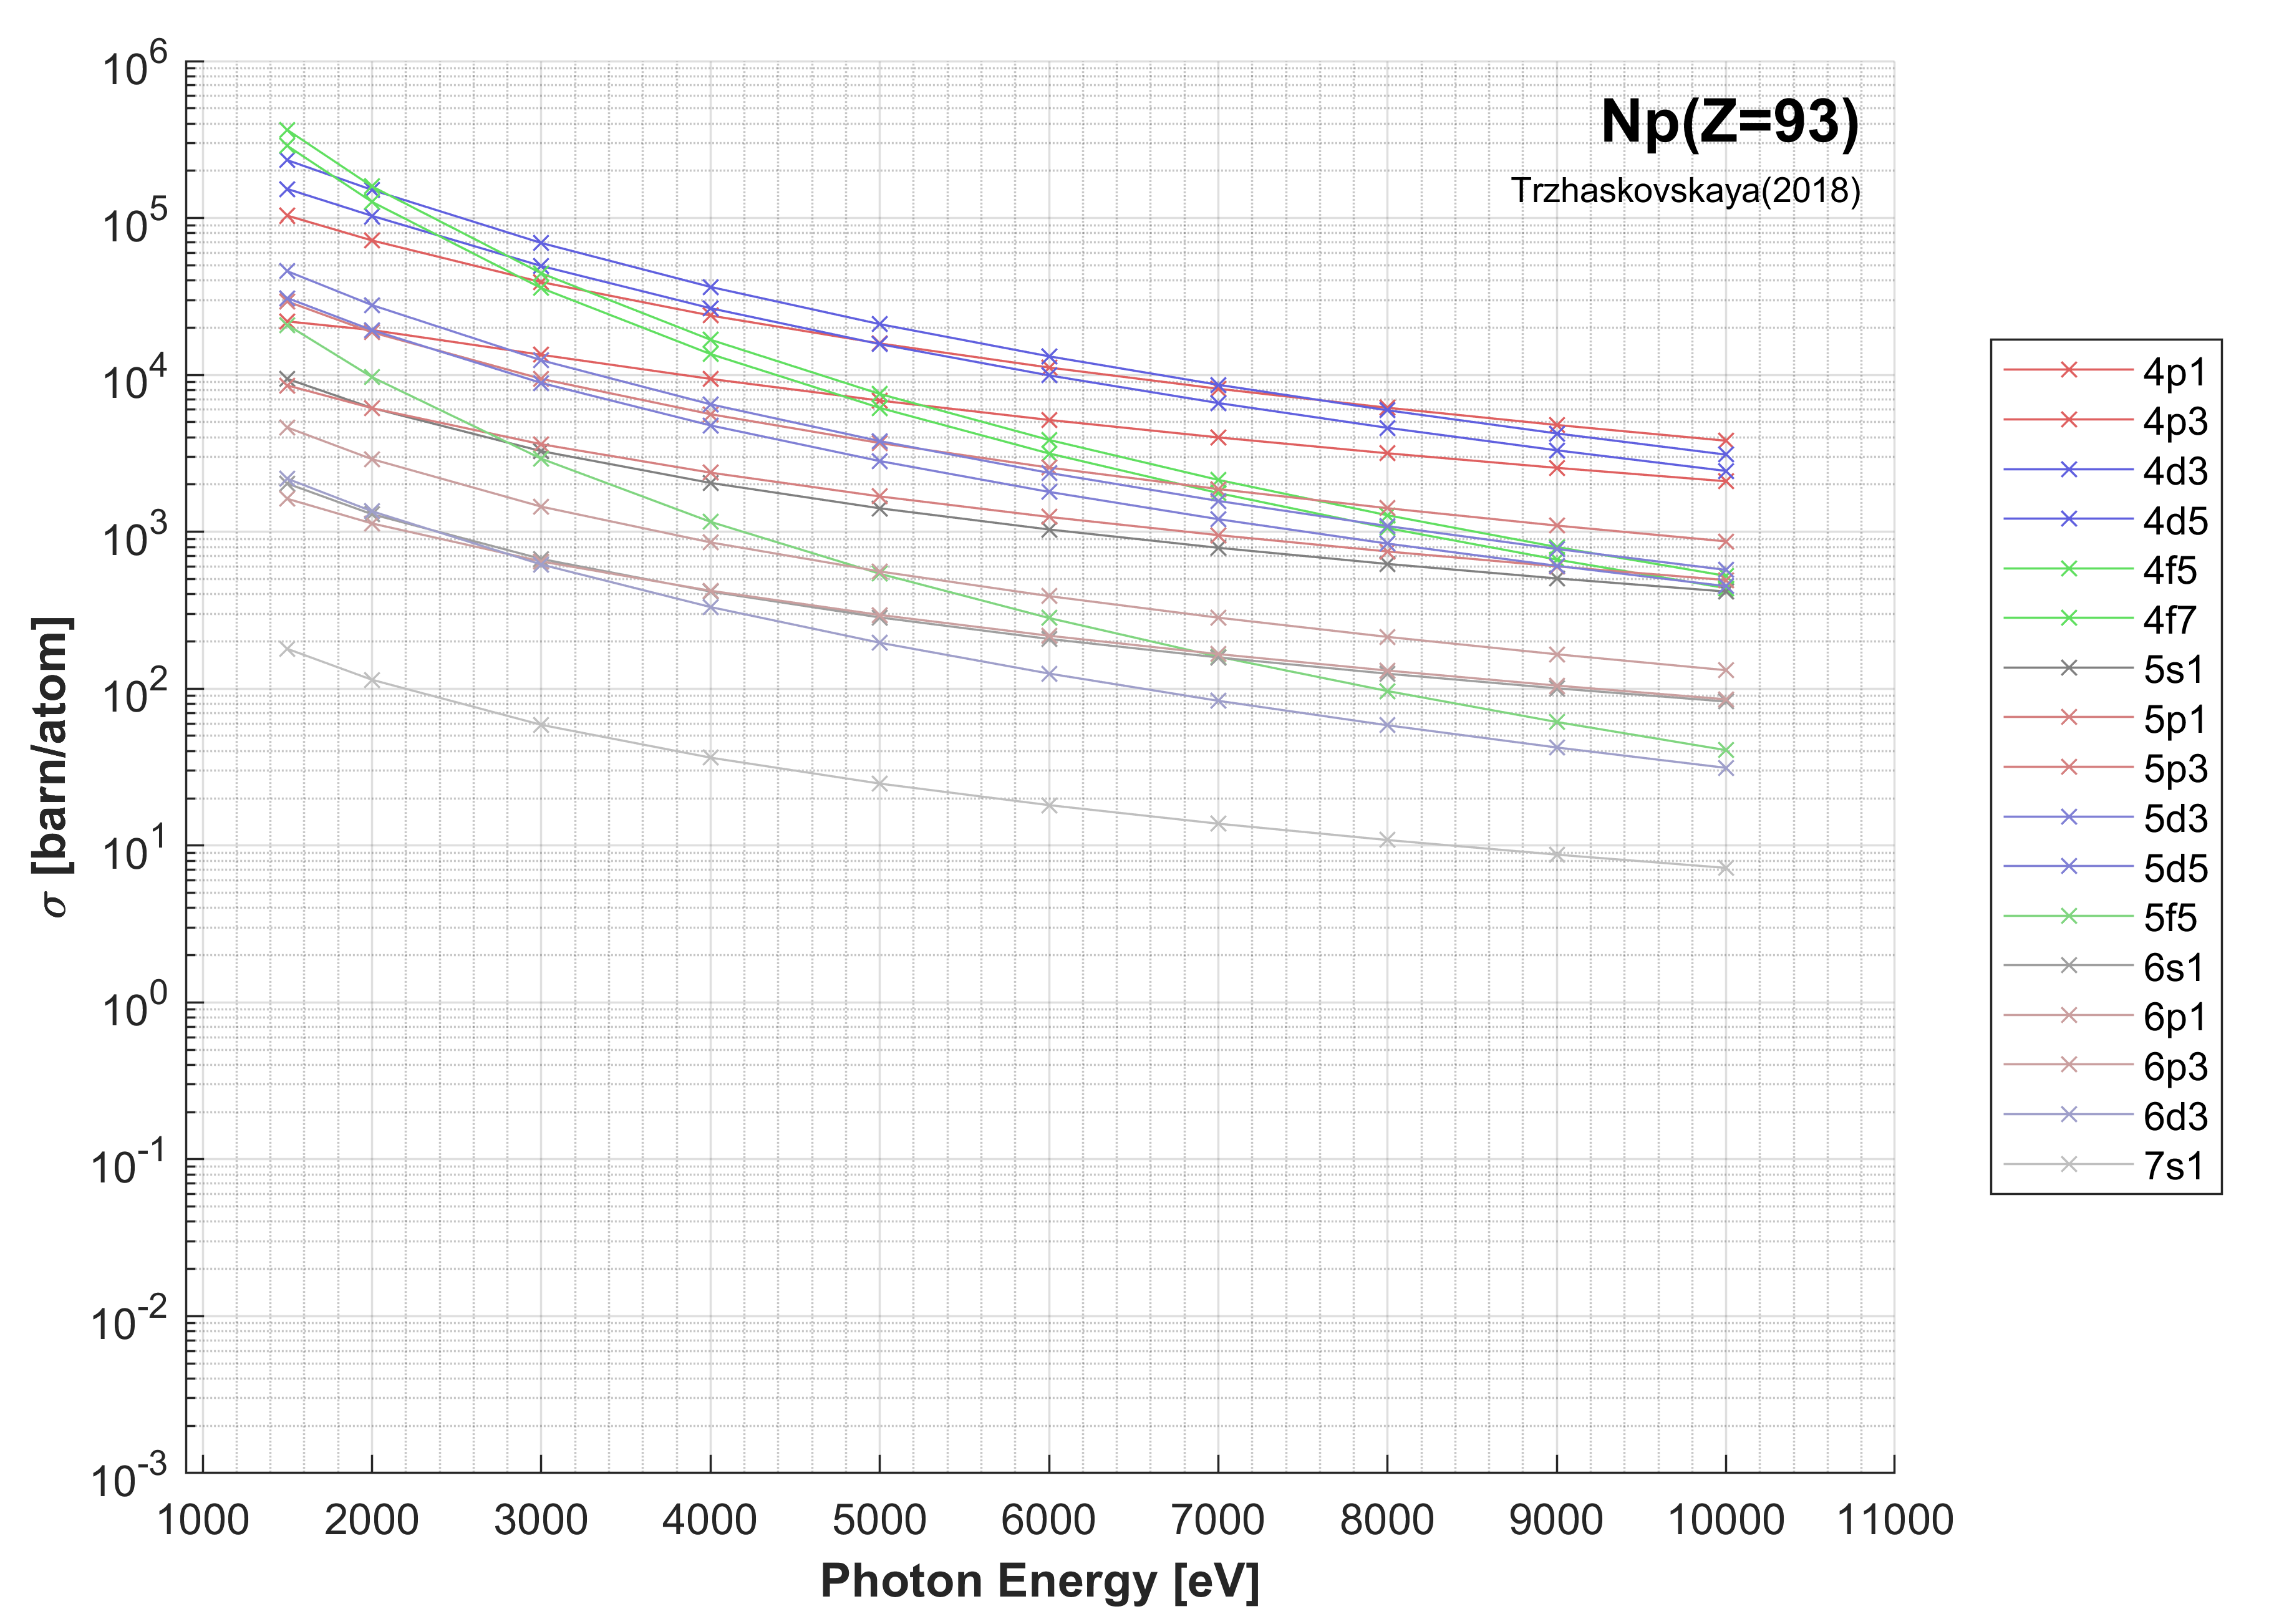 Np(Z=93)
Trzhaskovskaya(2018)
10^6
10^5
10^4
10^3
10^2
10^1
10^0
10^-1
10^-2
10^-3
σ [barn/atom]
1000 2000 3000 4000 5000 6000 7000 8000 9000 10000 11000
Photon Energy [eV]
4p1
4p3
4d3
4d5
4f5
4f7
5s1
5p1
5p3
5d3
5d5
5f5
6s1
6p1
6p3
6d3
7s1